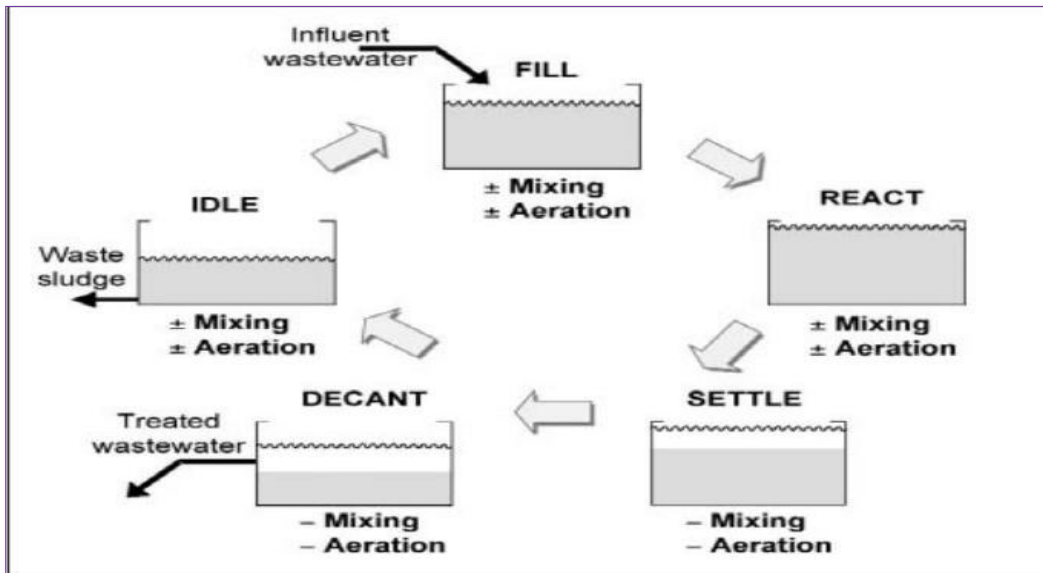 Influent
wastewater
FILL
± Mixing
± Aeration
REACT
± Mixing
± Aeration
SETTLE
– Mixing
– Aeration
DECANT
Treated
wastewater
– Mixing
– Aeration
IDLE
Waste
sludge
± Mixing
± Aeration